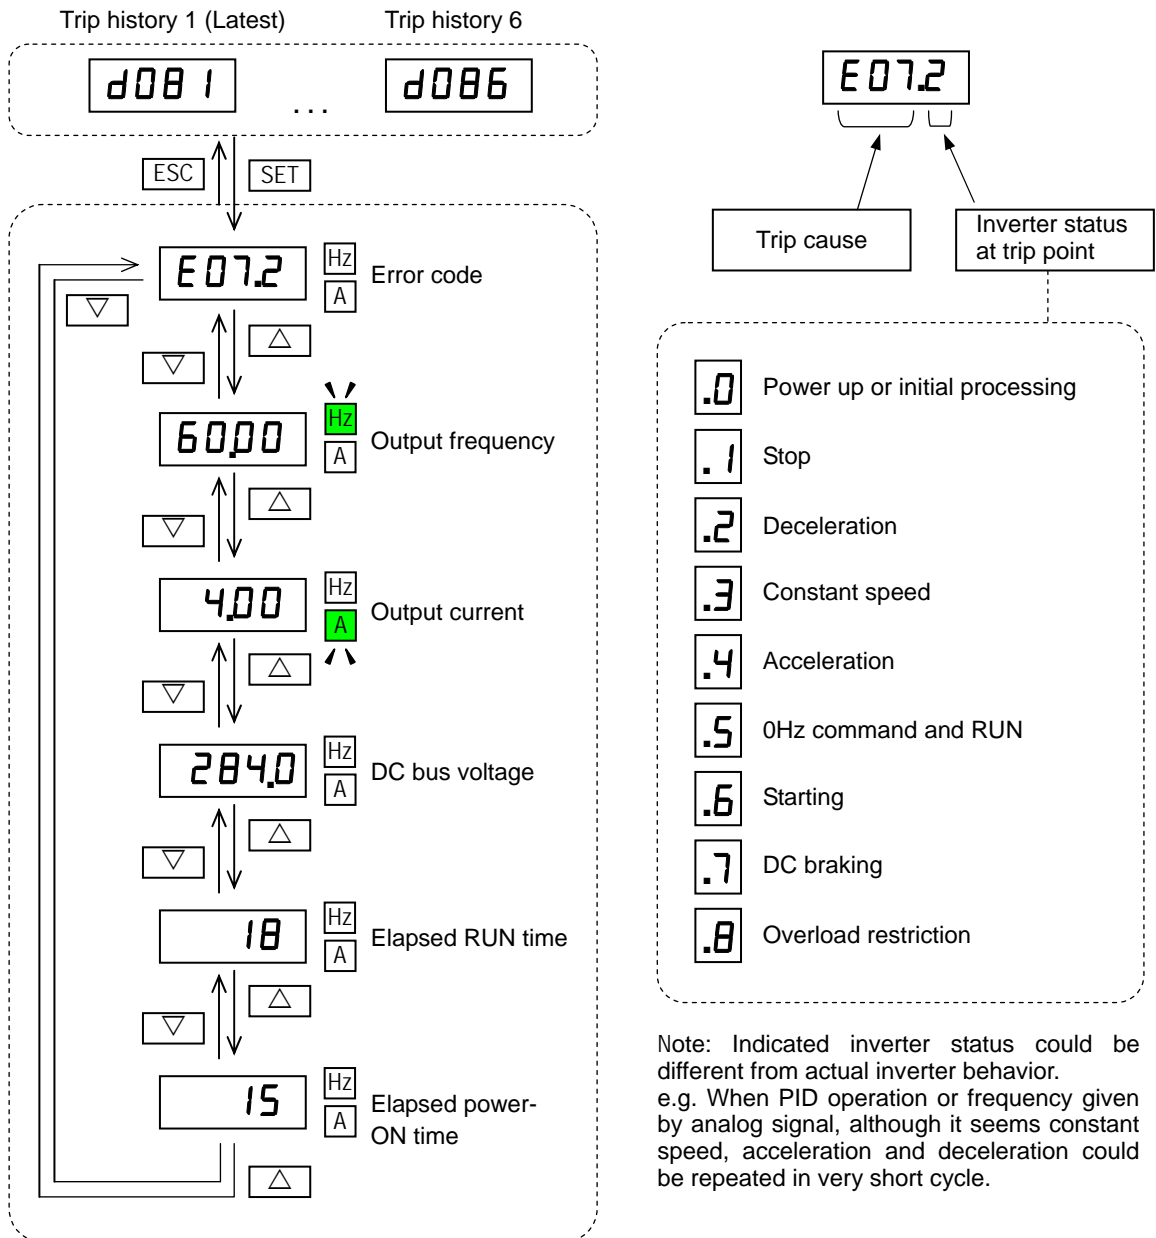 Trip history 1 (Latest)
Trip history 6
d081
. . .
d086
ESC
SET
E07.2
Hz
A
Error code
60.00
Hz
A
Output frequency
4.00
Hz
A
Output current
284.0
Hz
A
DC bus voltage
18
Hz
A
Elapsed RUN time
15
Hz
A
Elapsed power-
ON time
E07.2
Trip cause
Inverter status
at trip point
.0 Power up or initial processing
.1 Stop
.2 Deceleration
.3 Constant speed
.4 Acceleration
.5 0Hz command and RUN
.6 Starting
.7 DC braking
.8 Overload restriction
Note: Indicated inverter status could be
different from actual inverter behavior.
e.g. When PID operation or frequency given
by analog signal, although it seems constant
speed, acceleration and deceleration could
be repeated in very short cycle.